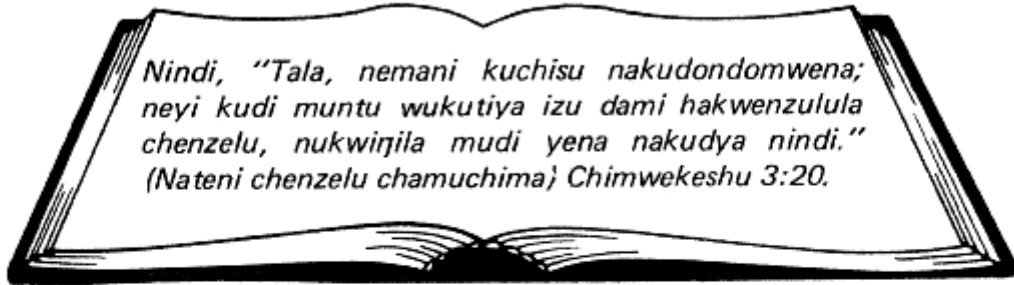 Nindi, “Tala, nemani kuchisu nakudondomwena;
neyi kudi muntu wukutiya izu dami hakwenzulula
chenzelu, nukwiŋila mudi yena nakudya nindi.”
(Nateni chenzelu chamuchima) Chimwekeshu 3:20.